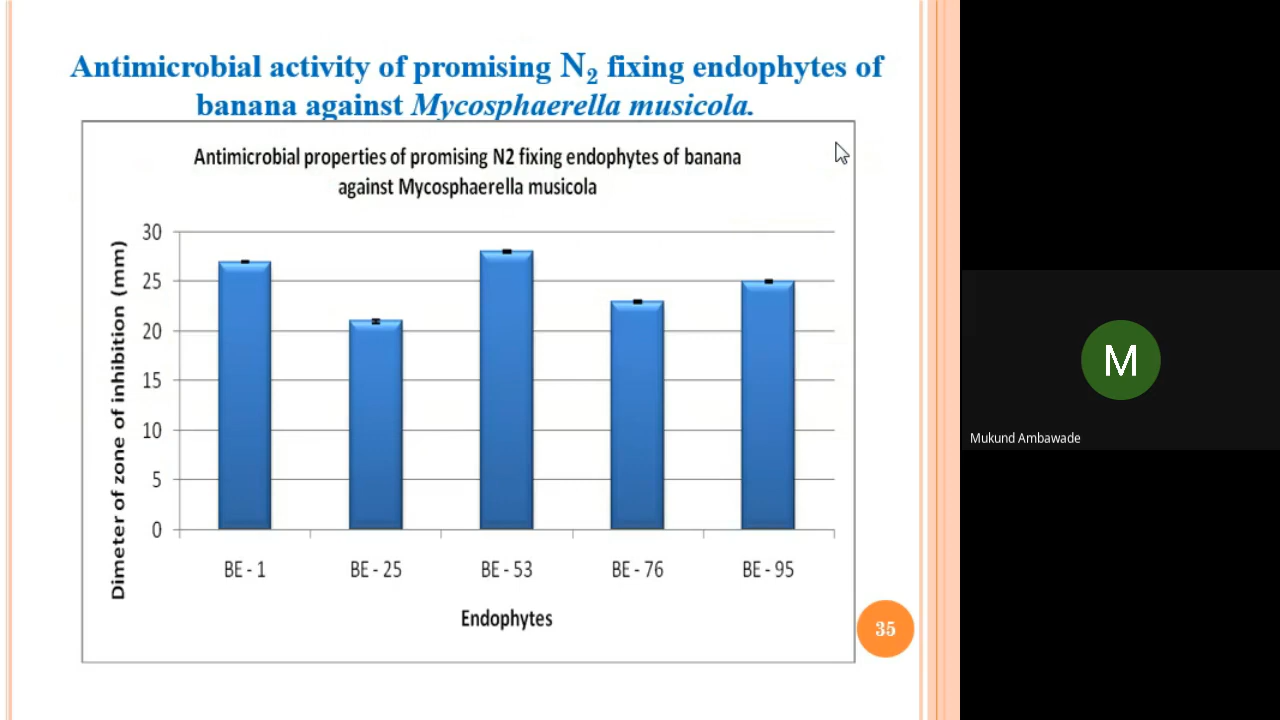 Antimicrobial activity of promising N₂ fixing endophytes of
banana against Mycosphaerella musicola.
Antimicrobial properties of promising N2 fixing endophytes of banana
against Mycosphaerella musicola
Dimeter of zone of inhibition (mm)
30
25
20
15
10
5
0
BE - 1 BE - 25 BE - 53 BE - 76 BE - 95
Endophytes
35
M
Mukund Ambawade